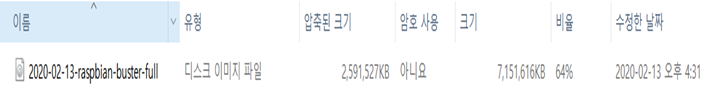 이름 유형 압축된 크기 암호 사용 크기 비율 수정한 날짜
2020-02-13-raspbian-buster-full 디스크 이미지 파일 2,591,527KB 아니요 7,151,616KB 64% 2020-02-13 오후 4:31